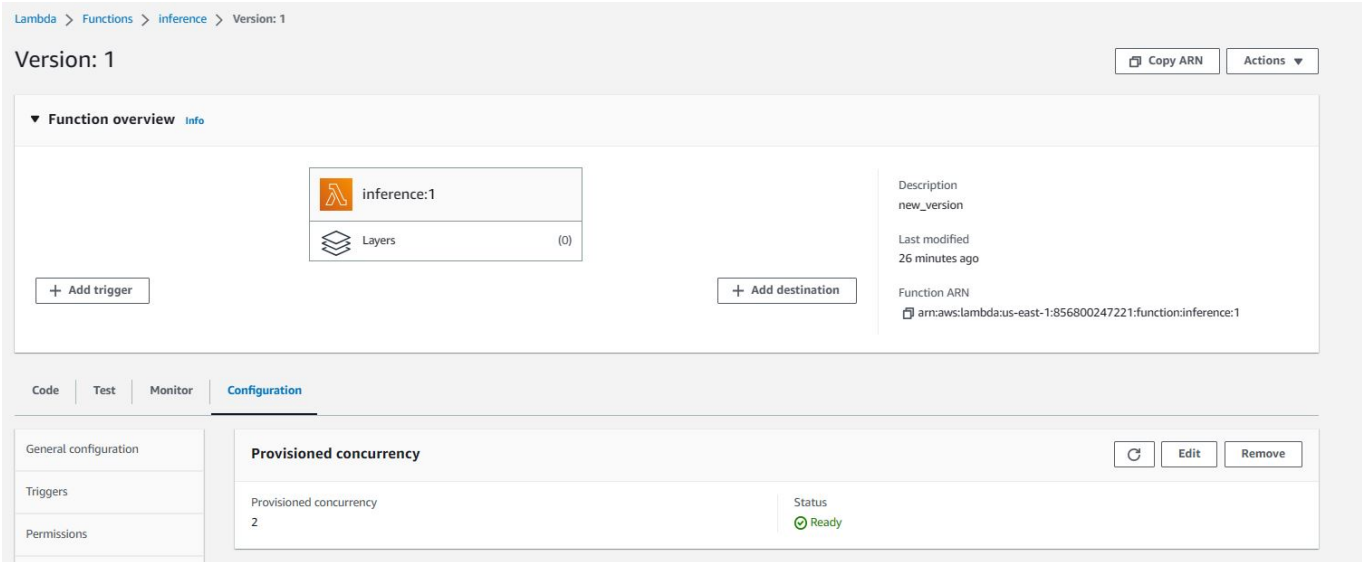 Lambda > Functions > inference > Version: 1
Version: 1
Copy ARN
Actions
Function overview Info
inference:1
Layers (0)
Add trigger
Add destination
Description
new_version
Last modified
26 minutes ago
Function ARN
arn:aws:lambda:us-east-1:856800247221:function:inference:1
Code Test Monitor Configuration
General configuration
Triggers
Permissions
Provisioned concurrency
Edit
Remove
Provisioned concurrency
2
Status
Ready